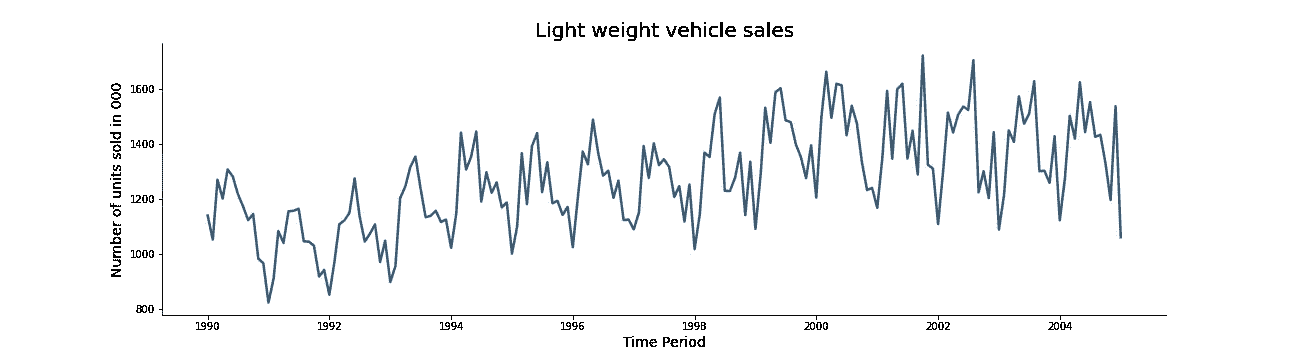 Light weight vehicle sales
Number of units sold in 000
1600
1400
1200
1000
800
1990 1992 1994 1996 1998 2000 2002 2004
Time Period